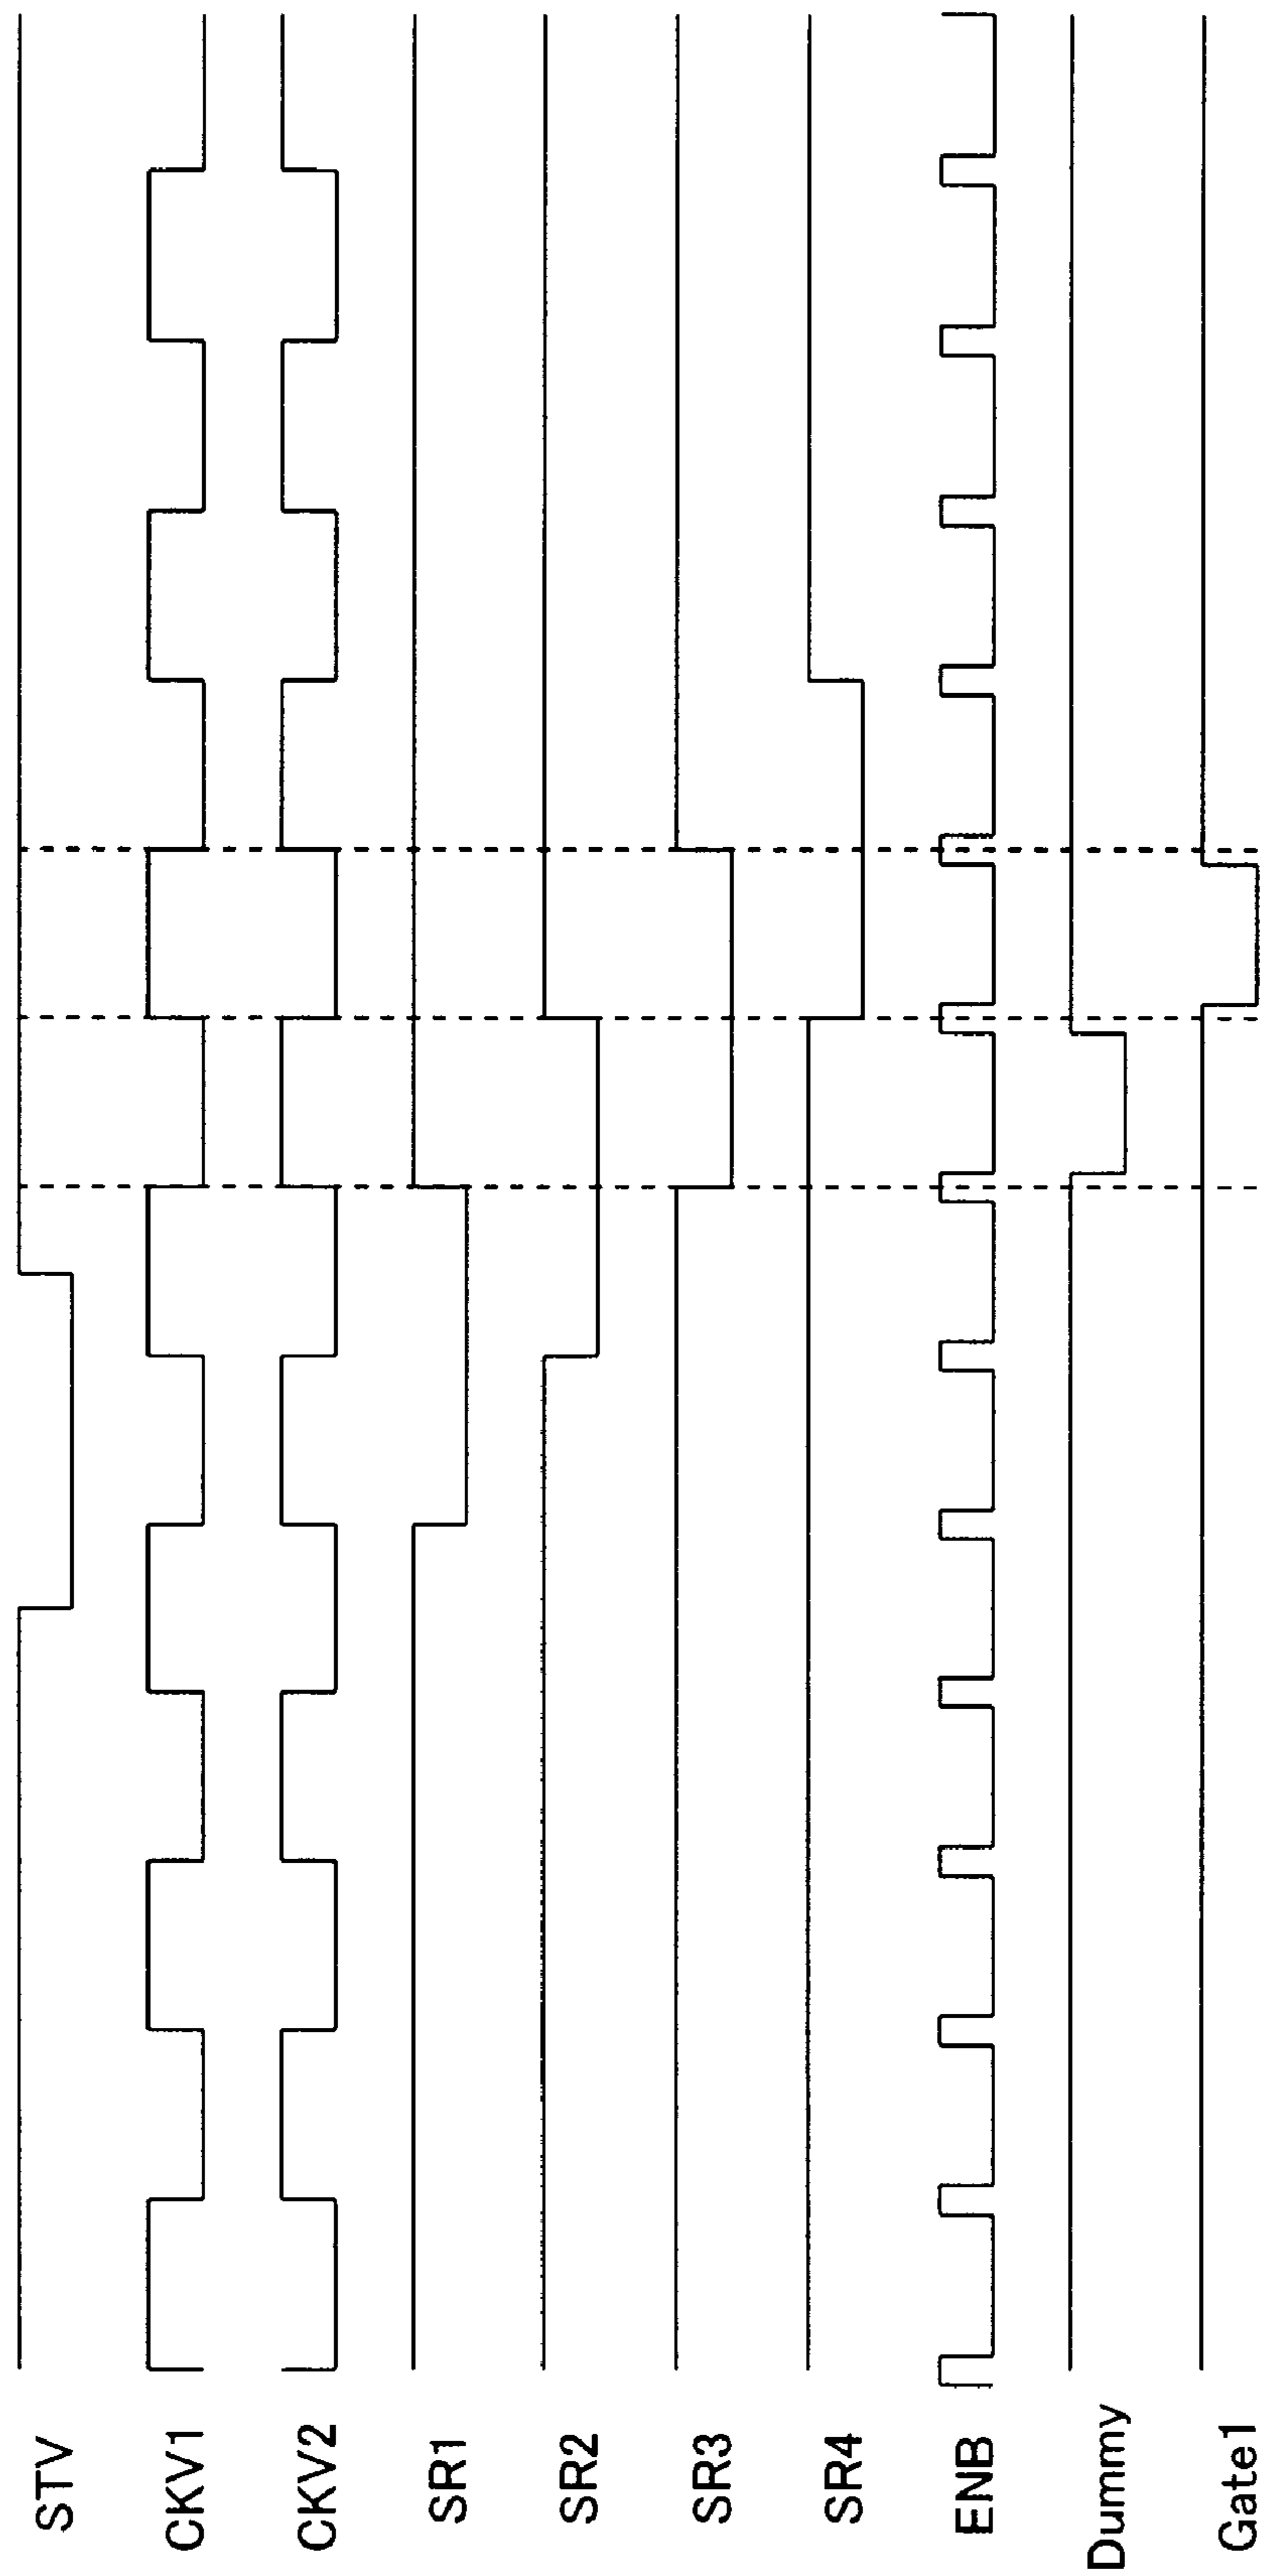 STV
CKV1
CKV2
SR1
SR2
SR3
SR4
ENB
Dummy
Gate1